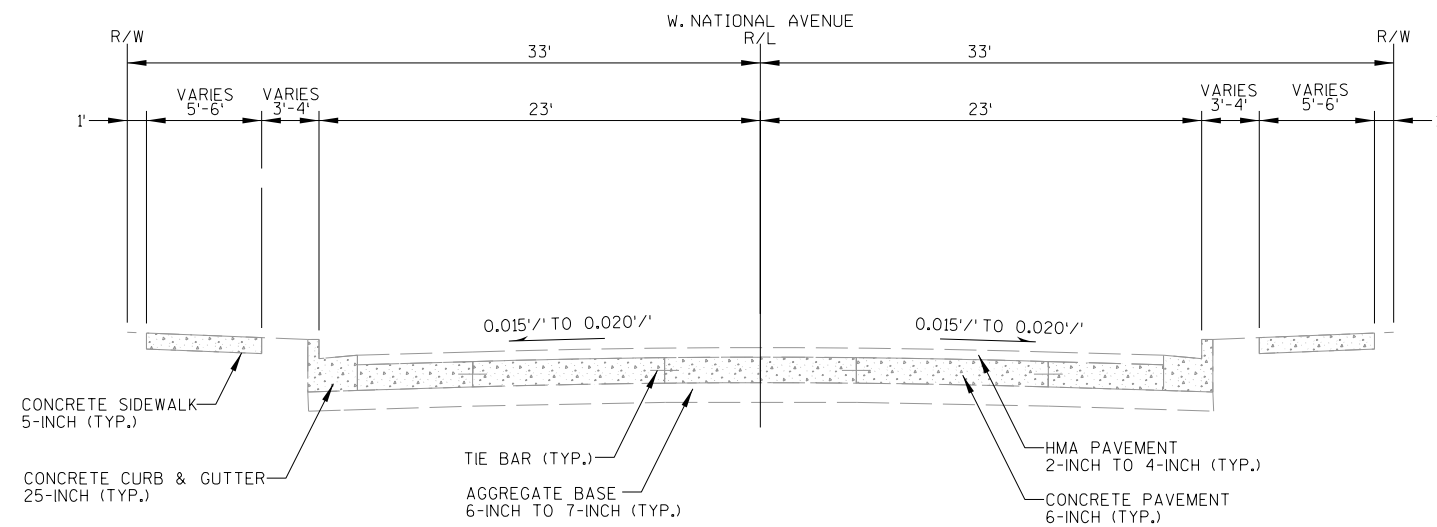 W. NATIONAL AVENUE
R/W
R/L
R/W
33'
33'
VARIES
5'-6'
VARIES
3'-4'
VARIES
3'-4'
VARIES
5'-6'
1'
23'
23'
0.015'/' TO 0.020'/'
0.015'/' TO 0.020'/'
CONCRETE SIDEWALK
5-INCH (TYP.)
CONCRETE CURB & GUTTER
25-INCH (TYP.)
TIE BAR (TYP.)
AGGREGATE BASE
6-INCH TO 7-INCH (TYP.)
HMA PAVEMENT
2-INCH TO 4-INCH (TYP.)
CONCRETE PAVEMENT
6-INCH (TYP.)